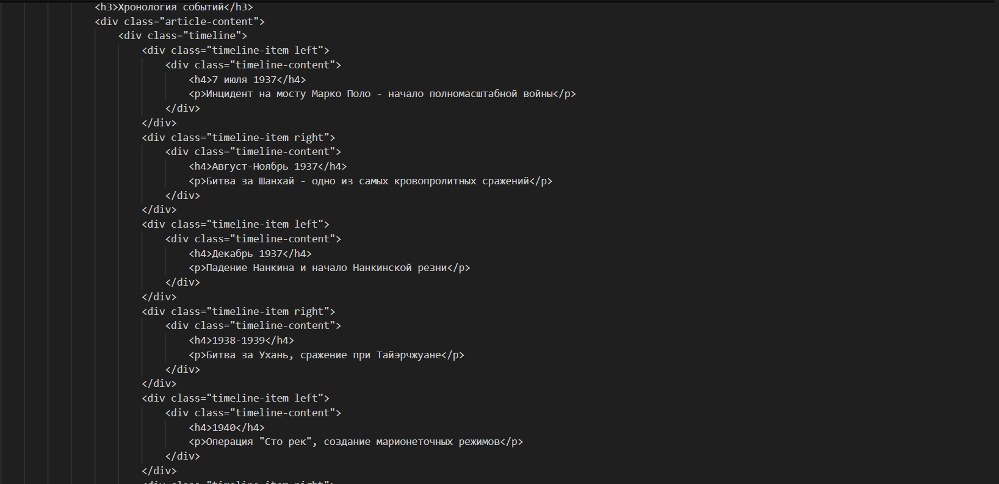 <h3>Хронология событий</h3>
<div class="article-content">
<div class="timeline">
<div class="timeline-item left">
<div class="timeline-content">
<h4>7 июля 1937</h4>
<p>Инцидент на мосту Марко Поло - начало полномасштабной войны</p>
</div>
</div>
<div class="timeline-item right">
<div class="timeline-content">
<h4>Август-Ноябрь 1937</h4>
<p>Битва за Шанхай - одно из самых кровопролитных сражений</p>
</div>
</div>
<div class="timeline-item left">
<div class="timeline-content">
<h4>Декабрь 1937</h4>
<p>Падение Нанкина и начало Нанкинской резни</p>
</div>
</div>
<div class="timeline-item right">
<div class="timeline-content">
<h4>1938-1939</h4>
<p>Битва за Ухань, сражение при Тайэрчжуане</p>
</div>
</div>
<div class="timeline-item left">
<div class="timeline-content">
<h4>1940</h4>
<p>Операция "Сто рек", создание марионеточных режимов</p>
</div>
</div>